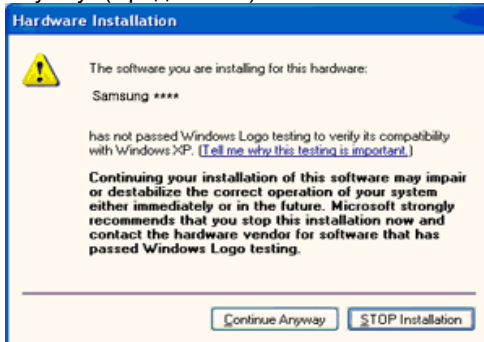 Hardware Installation
The software you are installing for this hardware:
Samsung ****
has not passed Windows Logo testing to verify its compatibility
with Windows XP. (Tell me why this testing is important.)
Continuing your installation of this software may impair
or destabilize the correct operation of your system
either immediately or in the future. Microsoft strongly
recommends that you stop this installation now and
contact the hardware vendor for software that has
passed Windows Logo testing.
Continue Anyway STOP Installation